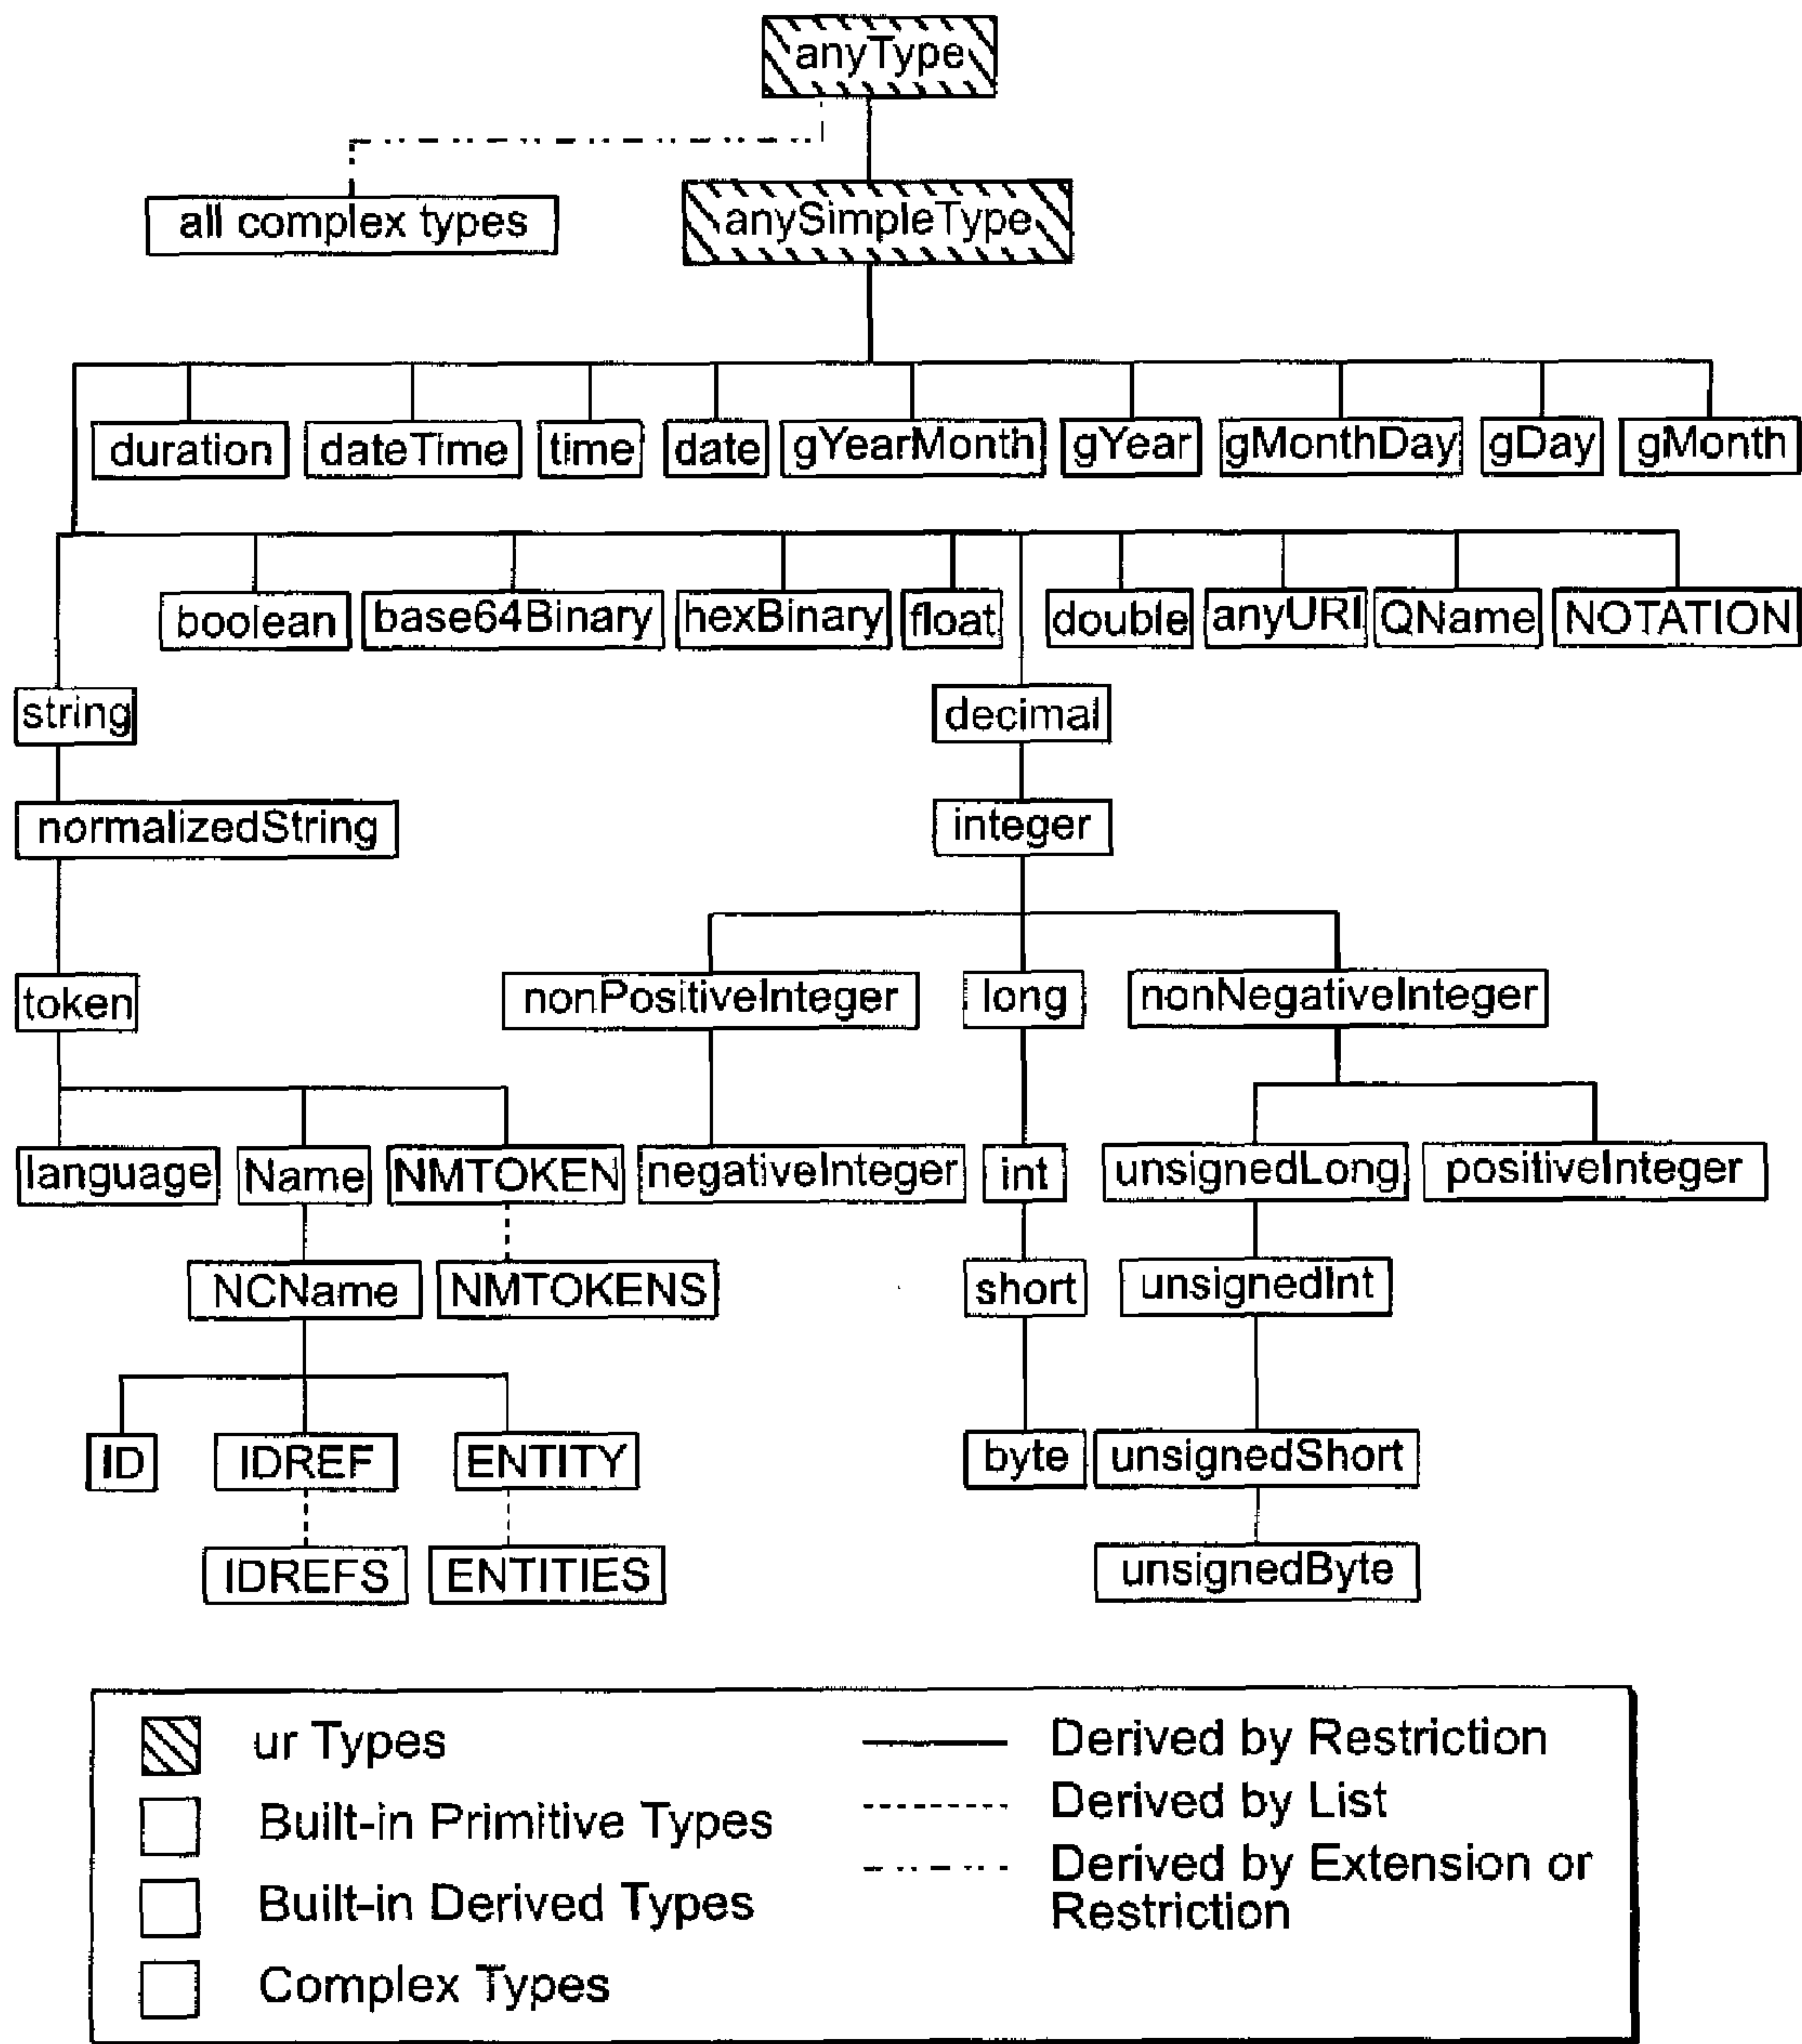 anyType
all complex types
anySimpleType
duration dateTime time date gYearMonth gYear gMonthDay gDay gMonth
boolean base64Binary hexBinary float double anyURI QName NOTATION
string decimal
normalizedString integer
token nonPositiveInteger long nonNegativeInteger
language Name NMTOKEN negativeInteger int unsignedLong positiveInteger
NCName NMTOKENS short unsignedInt
ID IDREF ENTITY byte unsignedShort
IDREFS ENTITIES unsignedByte
ur Types
Built-in Primitive Types
Built-in Derived Types
Complex Types
Derived by Restriction
Derived by List
Derived by Extension or
Restriction